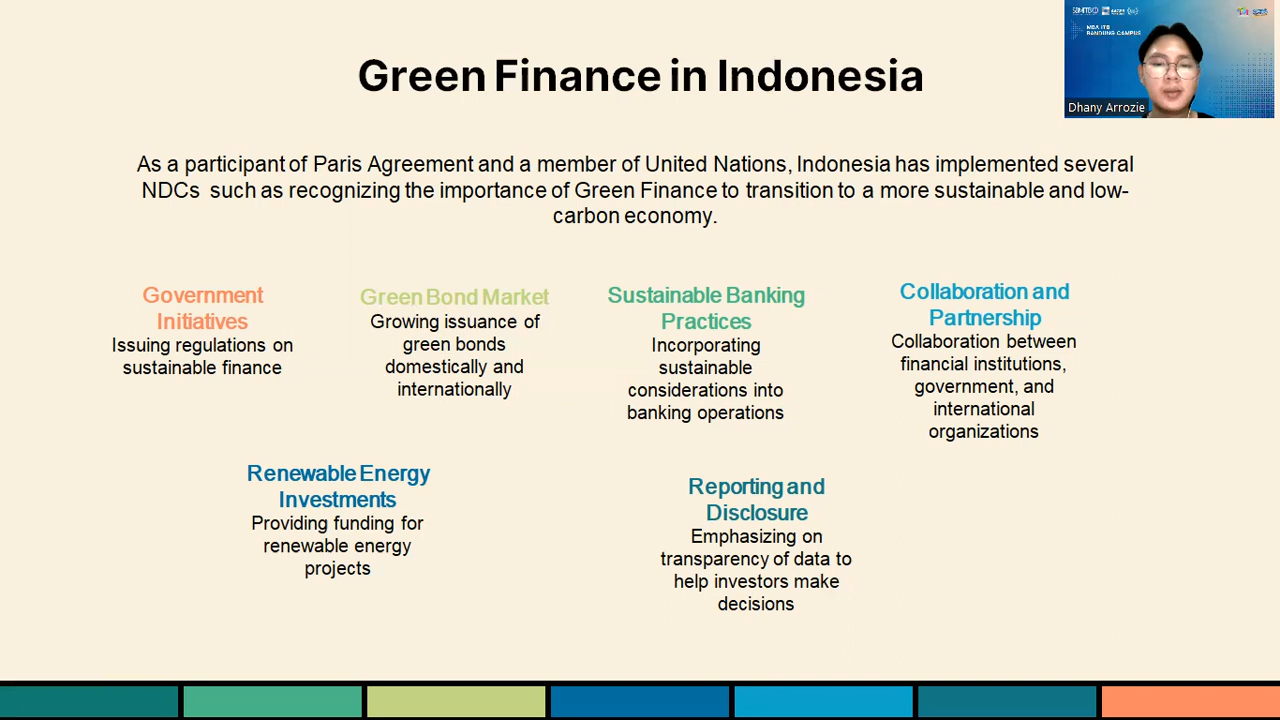 Green Finance in Indonesia
As a participant of Paris Agreement and a member of United Nations, Indonesia has implemented several
NDCs such as recognizing the importance of Green Finance to transition to a more sustainable and low-
carbon economy.
Government
Initiatives
Issuing regulations on
sustainable finance
Green Bond Market
Growing issuance of
green bonds
domestically and
internationally
Sustainable Banking
Practices
Incorporating
sustainable
considerations into
banking operations
Collaboration and
Partnership
Collaboration between
financial institutions,
government, and
international
organizations
Renewable Energy
Investments
Providing funding for
renewable energy
projects
Reporting and
Disclosure
Emphasizing on
transparency of data to
help investors make
decisions
MBA ITB
BANDUNG CAMPUS
Dhany Arrozie